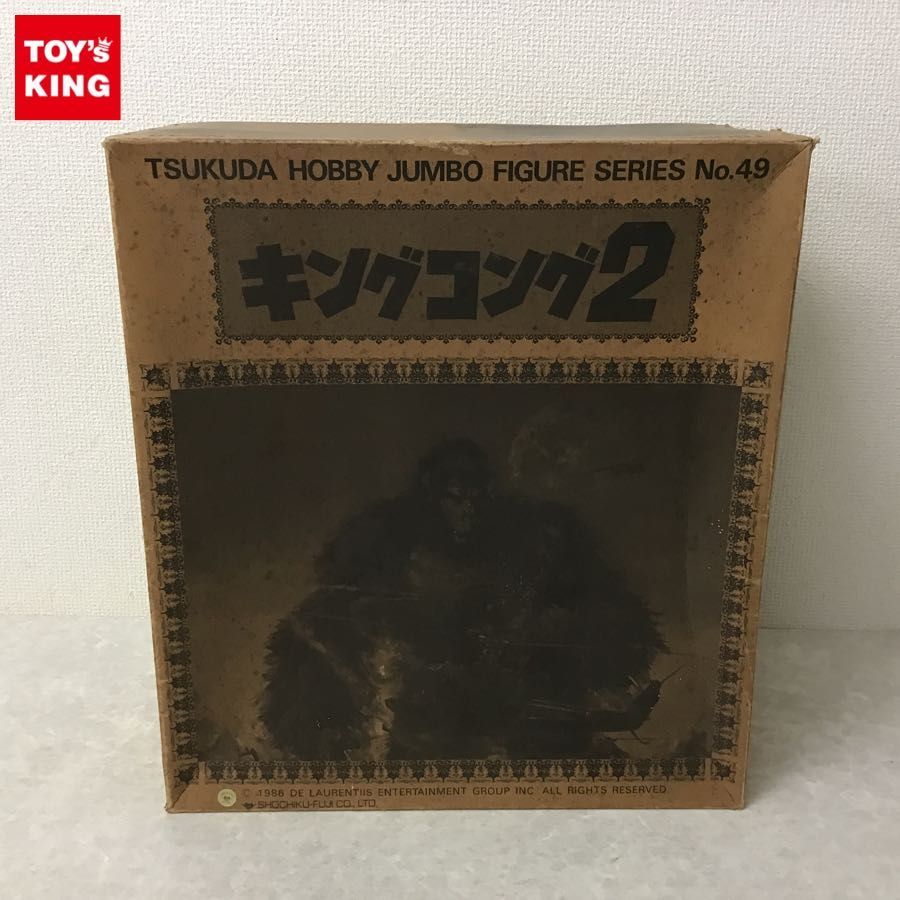 TOY's
KING
TSUKUDA HOBBY JUMBO FIGURE SERIES No.49
キングコング2
© 1986 DE LAURENTIIS ENTERTAINMENT GROUP INC. ALL RIGHTS RESERVED
SHOCHIKU-FUJI CO., LTD.